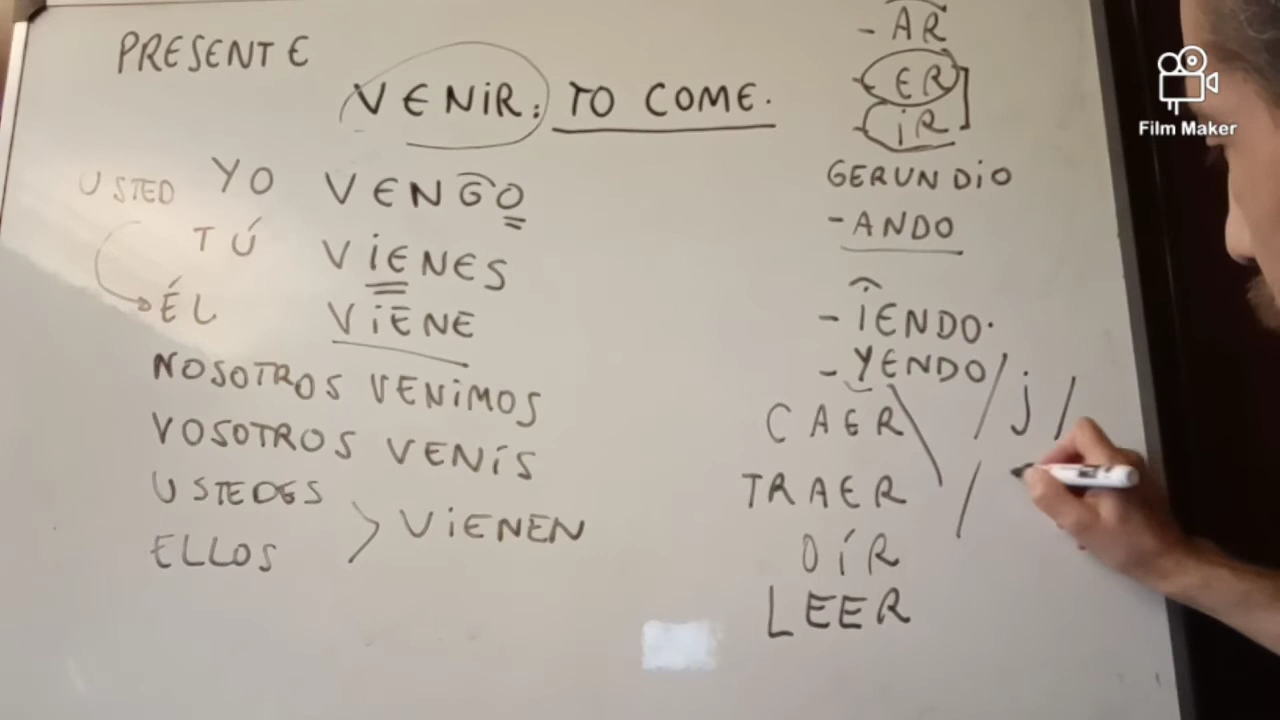 PRESENTE
VENIR: TO COME.
USTED YO VENGO
TÚ VIENES
ÉL VIENE
NOSOTROS VENIMOS
VOSOTROS VENÍS
USTEDES
ELLOS > VIENEN
-AR
-ER
-IR
GERUNDIO
-ANDO
-IENDO.
-YENDO / j /
CAER
TRAER /
OÍR
LEER
Film Maker